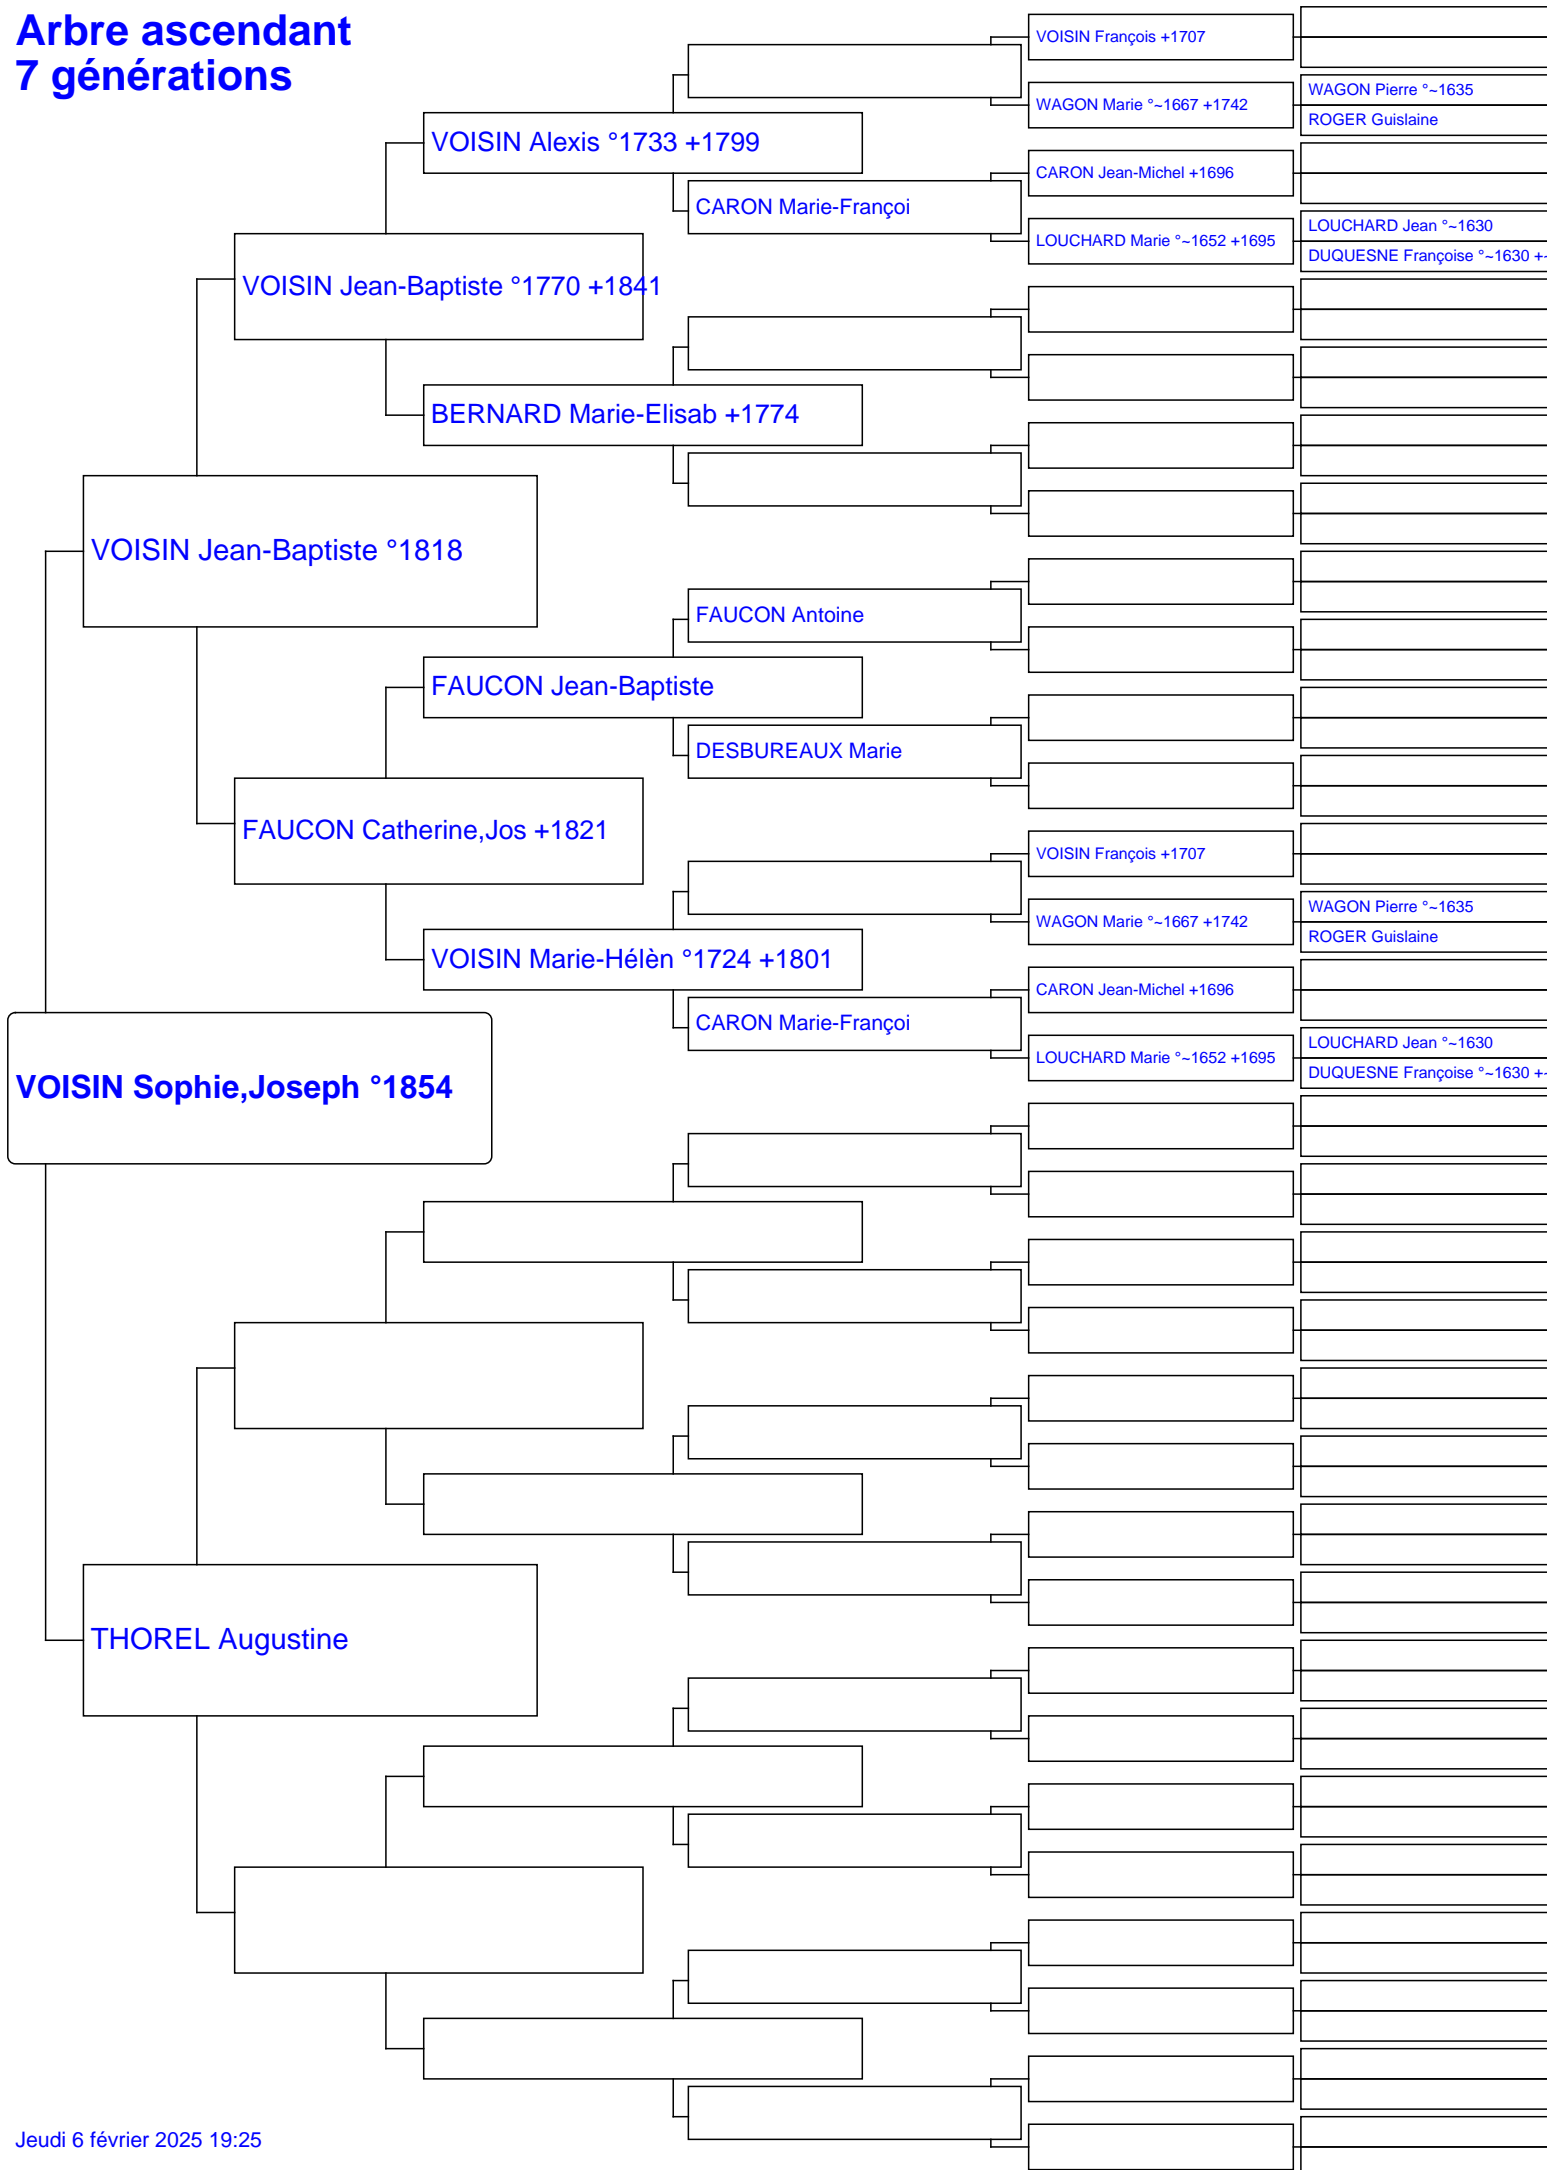 Arbre ascendant
7 générations
VOISIN François +1707
WAGON Marie °~1667 +1742
WAGON Pierre °~1635
ROGER Guislaine
VOISIN Alexis °1733 +1799
CARON Jean-Michel +1696
CARON Marie-Françoi
LOUCHARD Marie °~1652 +1695
LOUCHARD Jean °~1630
DUQUESNE Françoise °~1630 +~
VOISIN Jean-Baptiste °1770 +1841
BERNARD Marie-Elisab +1774
VOISIN Jean-Baptiste °1818
FAUCON Antoine
FAUCON Jean-Baptiste
DESBUREAUX Marie
FAUCON Catherine,Jos +1821
VOISIN François +1707
WAGON Marie °~1667 +1742
WAGON Pierre °~1635
ROGER Guislaine
VOISIN Marie-Hélèn °1724 +1801
CARON Jean-Michel +1696
CARON Marie-Françoi
LOUCHARD Marie °~1652 +1695
LOUCHARD Jean °~1630
DUQUESNE Françoise °~1630 +~
VOISIN Sophie,Joseph °1854
THOREL Augustine
Jeudi 6 février 2025 19:25